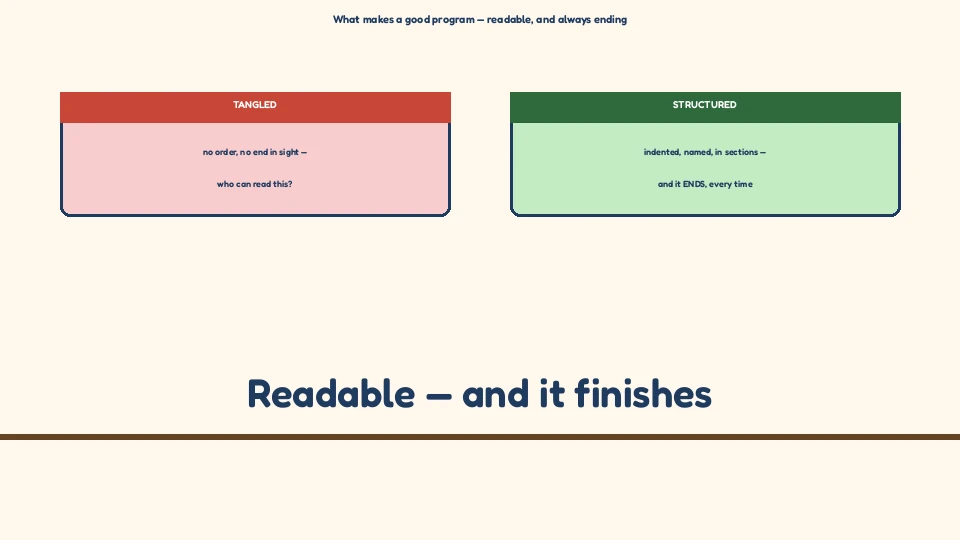 What makes a good program — readable, and always ending
TANGLED
no order, no end in sight —
who can read this?
STRUCTURED
indented, named, in sections —
and it ENDS, every time
Readable — and it finishes